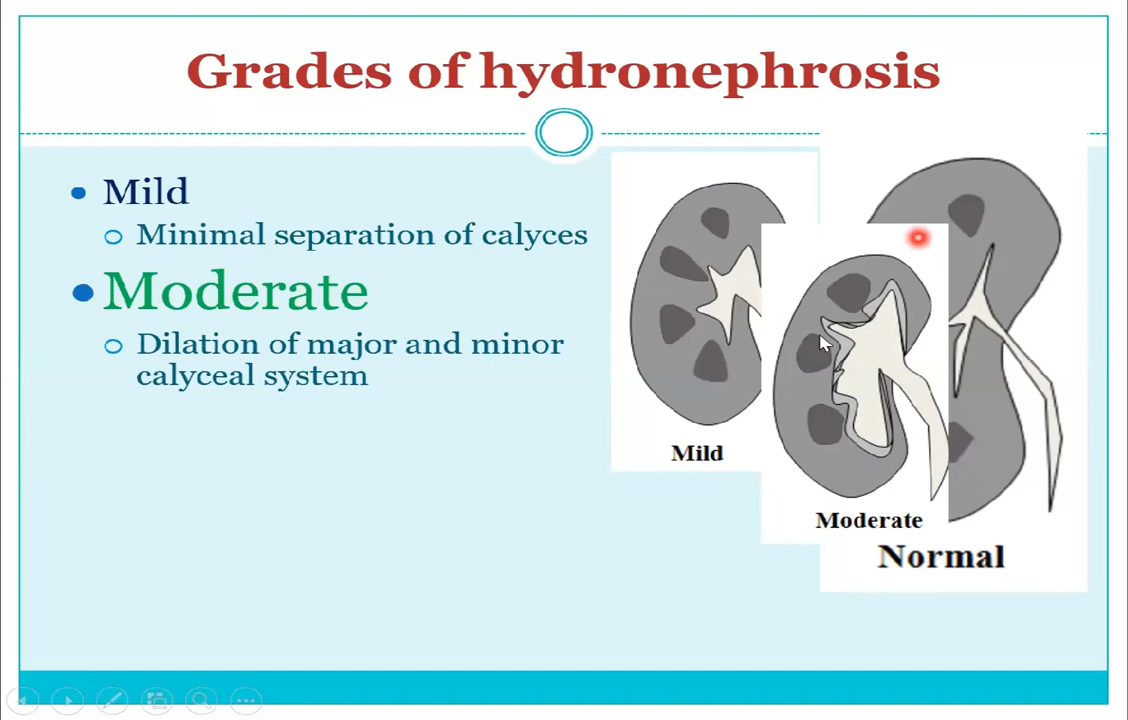 Grades of hydronephrosis
Mild
Minimal separation of calyces
Moderate
Dilation of major and minor
calyceal system
Mild
Moderate
Normal